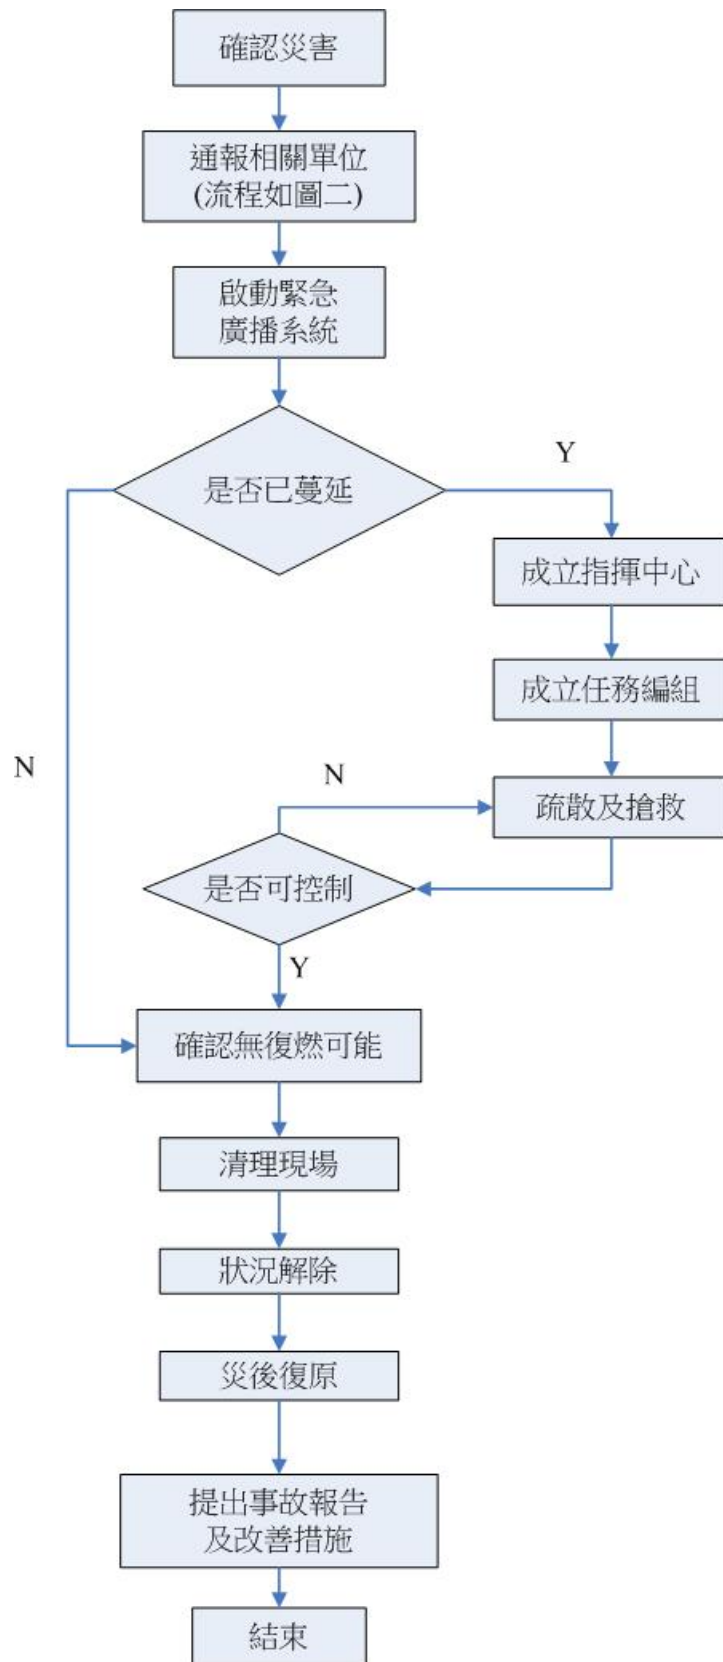 確認災害
通報相關單位
(流程如圖二)
啟動緊急
廣播系統
是否已蔓延
Y
成立指揮中心
成立任務編組
N
N
疏散及搶救
是否可控制
Y
確認無復燃可能
清理現場
狀況解除
災後復原
提出事故報告
及改善措施
結束